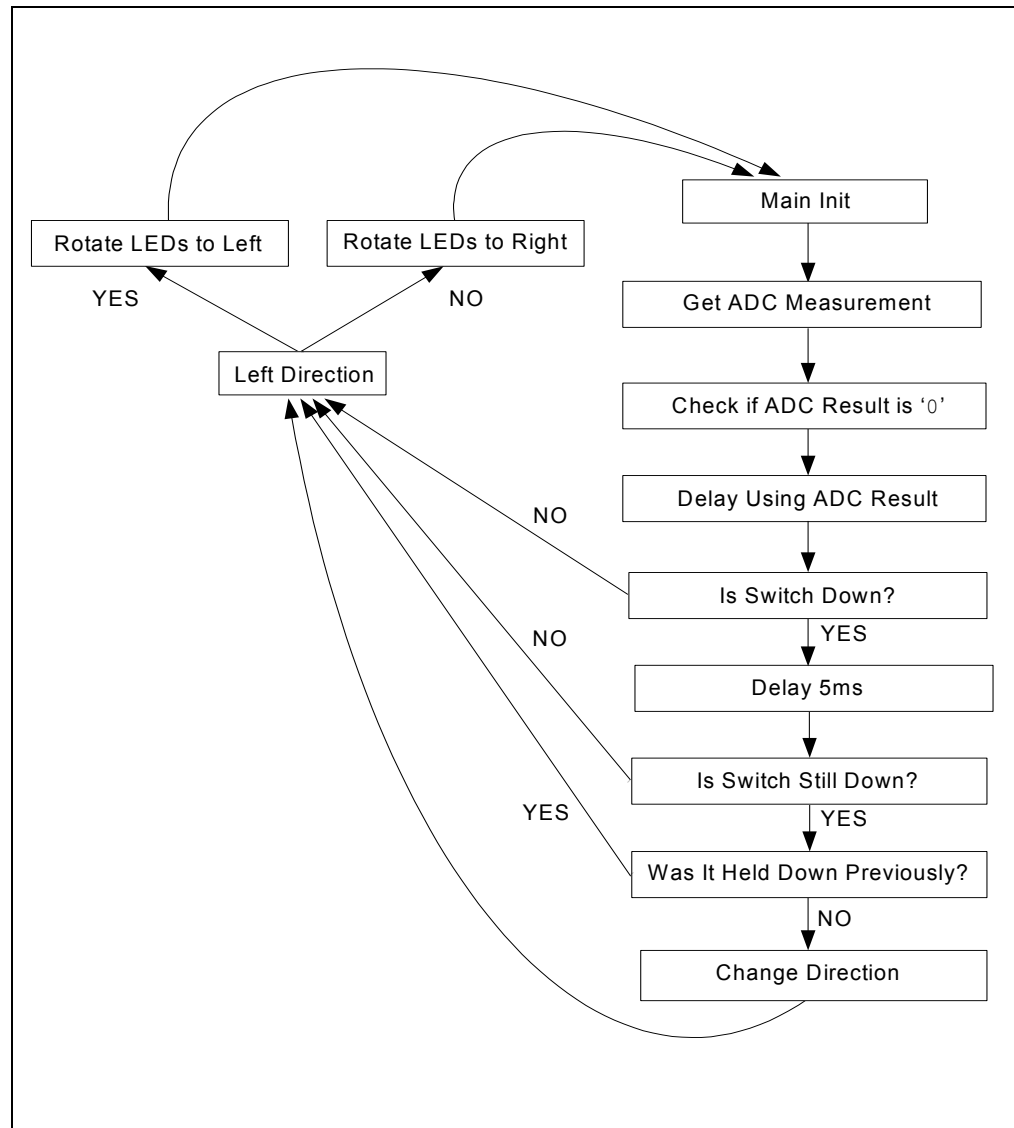 Main Init
Rotate LEDs to Left
Rotate LEDs to Right
YES
NO
Get ADC Measurement
Left Direction
Check if ADC Result is ‘0’
Delay Using ADC Result
NO
Is Switch Down?
YES
Delay 5ms
NO
Is Switch Still Down?
YES
YES
Was It Held Down Previously?
NO
Change Direction